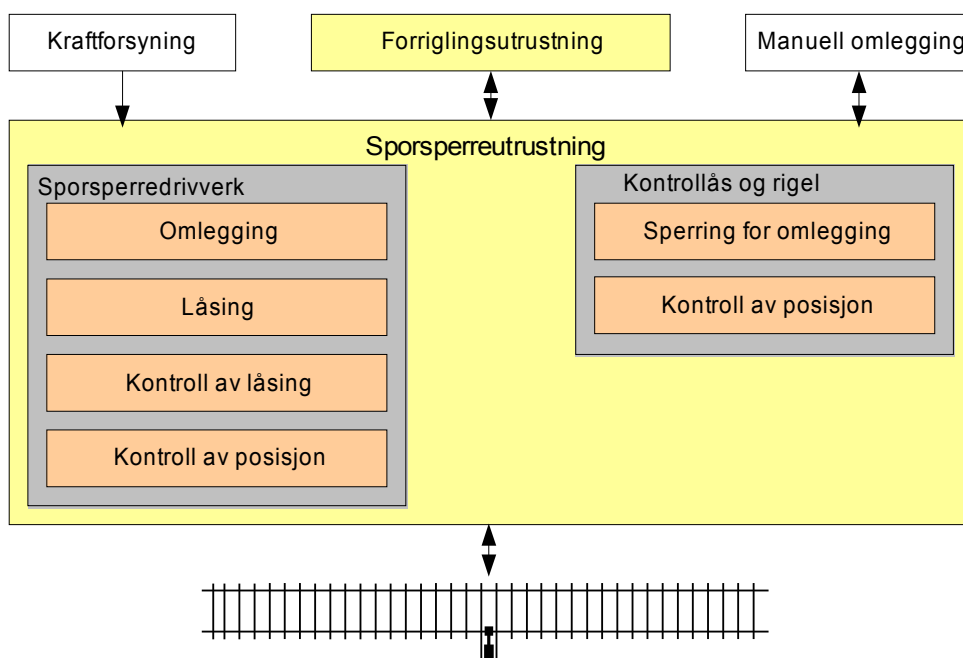 Kraftforsyning
Forriglingsutrustning
Manuell omlegging
Sporsperreutrustning
Sporsperredrivverk
Omlegging
Låsing
Kontroll av låsing
Kontroll av posisjon
Kontrollås og rigel
Sperring for omlegging
Kontroll av posisjon